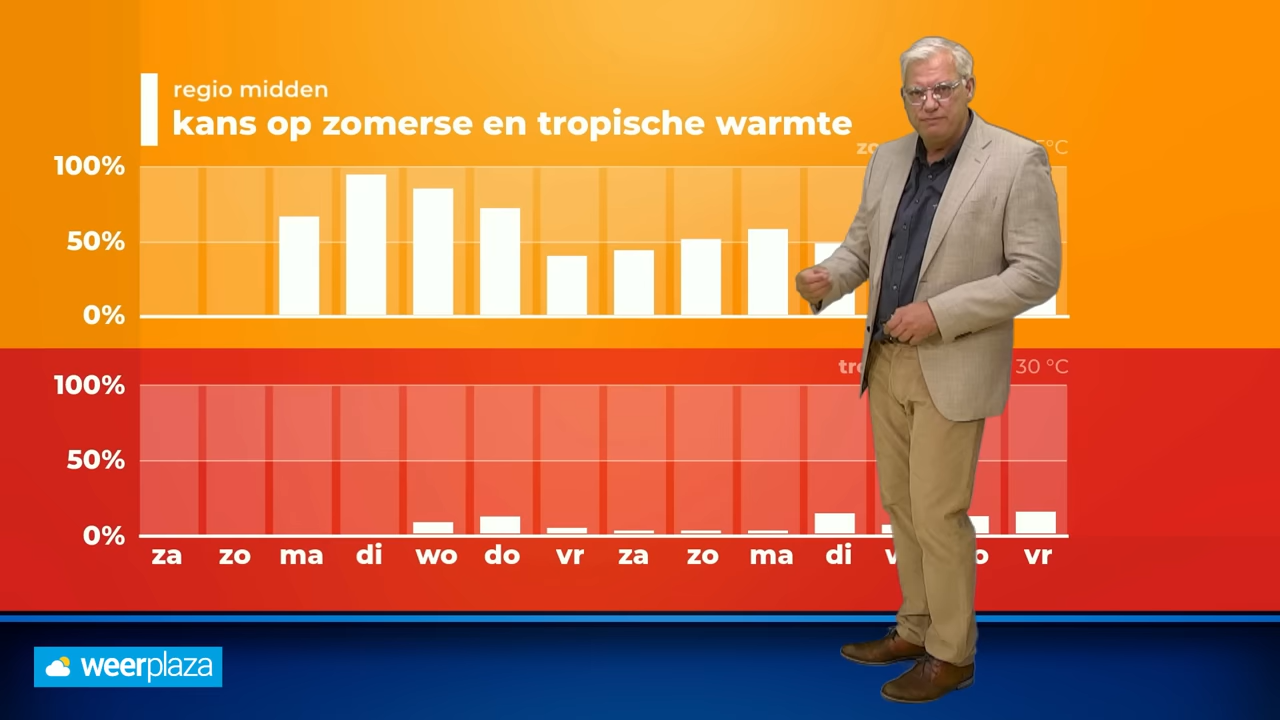 regio midden
kans op zomerse en tropische warmte
100%
50%
0%
100%
30 °C
50%
0%
za zo ma di wo do vr za zo ma di vr
weerplaza